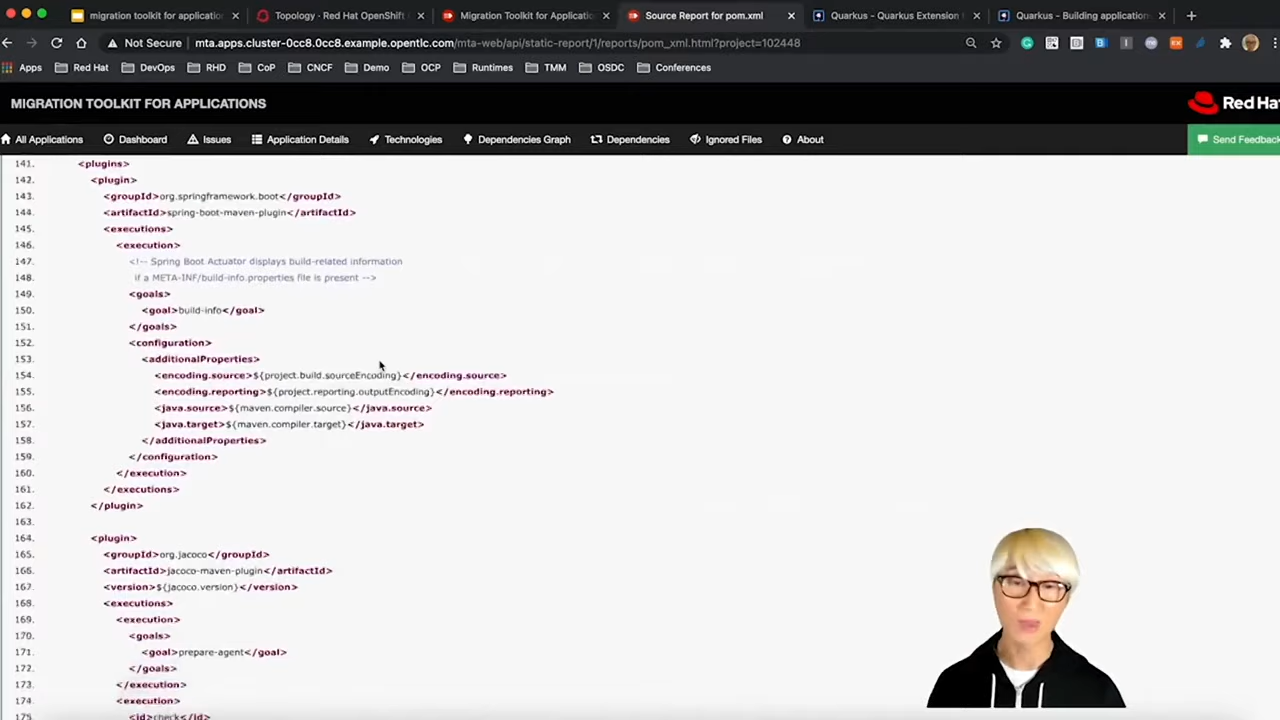 migration toolkit for application
Topology · Red Hat OpenShift
Migration Toolkit for Applicatio
Source Report for pom.xml
Quarkus - Quarkus Extension
Quarkus - Building application
Not Secure
mta.apps.cluster-0cc8.0cc8.example.opentlc.com/mta-web/api/static-report/1/reports/pom_xml.html?project=102448
Apps
Red Hat
DevOps
RHD
CoP
CNCF
Demo
OCP
Runtimes
TMM
OSDC
Conferences
MIGRATION TOOLKIT FOR APPLICATIONS
Red Ha
All Applications
Dashboard
Issues
Application Details
Technologies
Dependencies Graph
Dependencies
Ignored Files
About
Send Feedback
141. <plugins>
142. <plugin>
143. <groupId>org.springframework.boot</groupId>
144. <artifactId>spring-boot-maven-plugin</artifactId>
145. <executions>
146. <execution>
147. <!-- Spring Boot Actuator displays build-related information
148. if a META-INF/build-info.properties file is present -->
149. <goals>
150. <goal>build-info</goal>
151. </goals>
152. <configuration>
153. <additionalProperties>
154. <encoding.source>${project.build.sourceEncoding}</encoding.source>
155. <encoding.reporting>${project.reporting.outputEncoding}</encoding.reporting>
156. <java.source>${maven.compiler.source}</java.source>
157. <java.target>${maven.compiler.target}</java.target>
158. </additionalProperties>
159. </configuration>
160. </execution>
161. </executions>
162. </plugin>
163.
164. <plugin>
165. <groupId>org.jacoco</groupId>
166. <artifactId>jacoco-maven-plugin</artifactId>
167. <version>${jacoco.version}</version>
168. <executions>
169. <execution>
170. <goals>
171. <goal>prepare-agent</goal>
172. </goals>
173. </execution>
174. <execution>
175. <id>check</id>